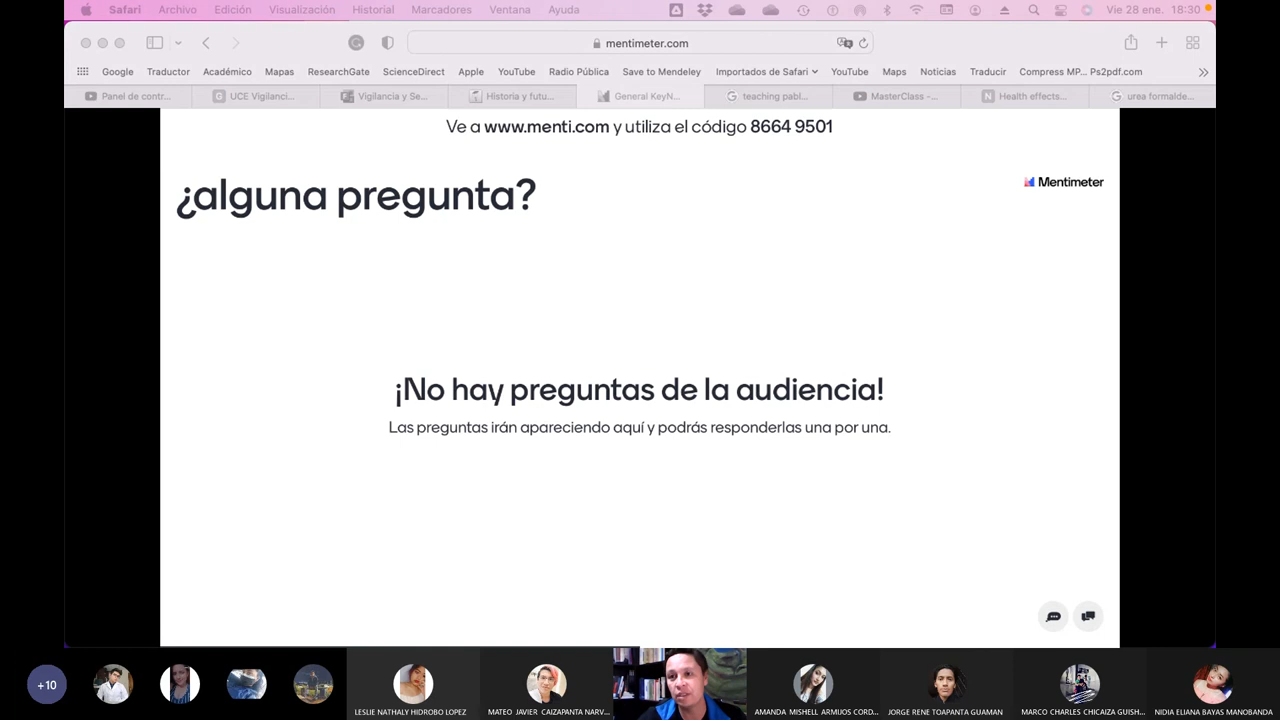 Safari Archivo Edición Visualización Historial Marcadores Ventana Ayuda Vie 28 ene. 18:30
mentimeter.com
Google Traductor Académico Mapas ResearchGate ScienceDirect Apple YouTube Radio Pública Save to Mendeley Importados de Safari YouTube Maps Noticias Traducir Compress MP... Ps2pdf.com
Panel de contr... UCE Vigilanci... Vigilancia y Se... Historia y futu... General KeyN... teaching pabl... MasterClass -... Health effects... urea formalde...
Ve a www.menti.com y utiliza el código 8664 9501
¿alguna pregunta?
Mentimeter
¡No hay preguntas de la audiencia!
Las preguntas irán apareciendo aquí y podrás responderlas una por una.
+10
LESLIE NATHALY HIDROBO LOPEZ MATEO JAVIER CAIZAPANTA NARV... AMANDA MISHELL ARMIJOS CORD... JORGE RENE TOAPANTA GUAMAN MARCO CHARLES CHICAIZA GUISH... NIDIA ELIANA BAYAS MANOBANDA